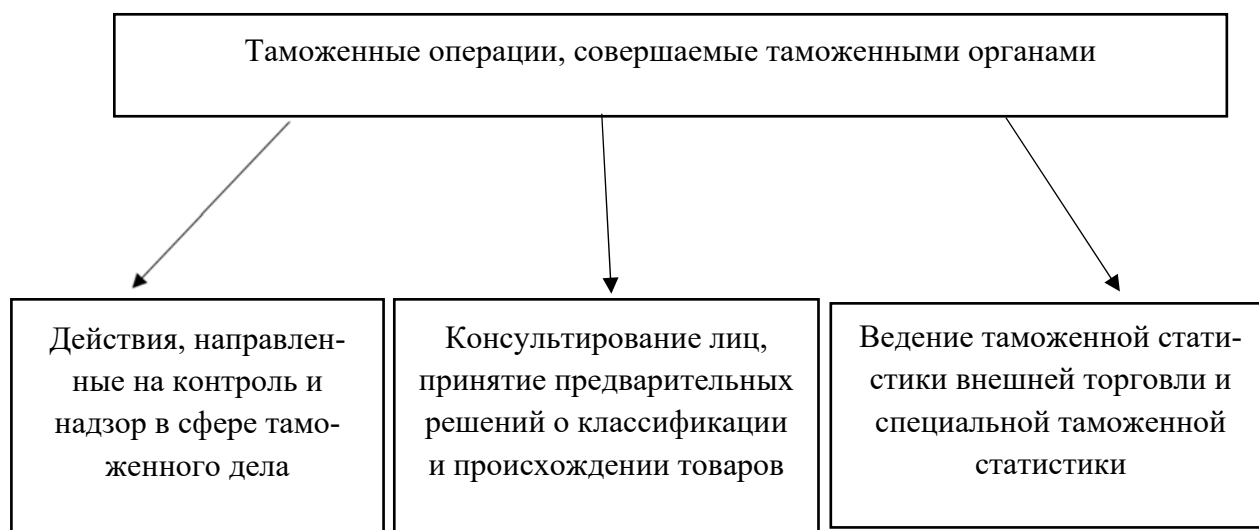 Таможенные операции, совершаемые таможенными органами
Действия, направлен-
ные на контроль и
надзор в сфере тамо-
женного дела
Консультирование лиц,
принятие предварительных
решений о классификации
и происхождении товаров
Ведение таможенной стати-
стики внешней торговли и
специальной таможенной
статистики